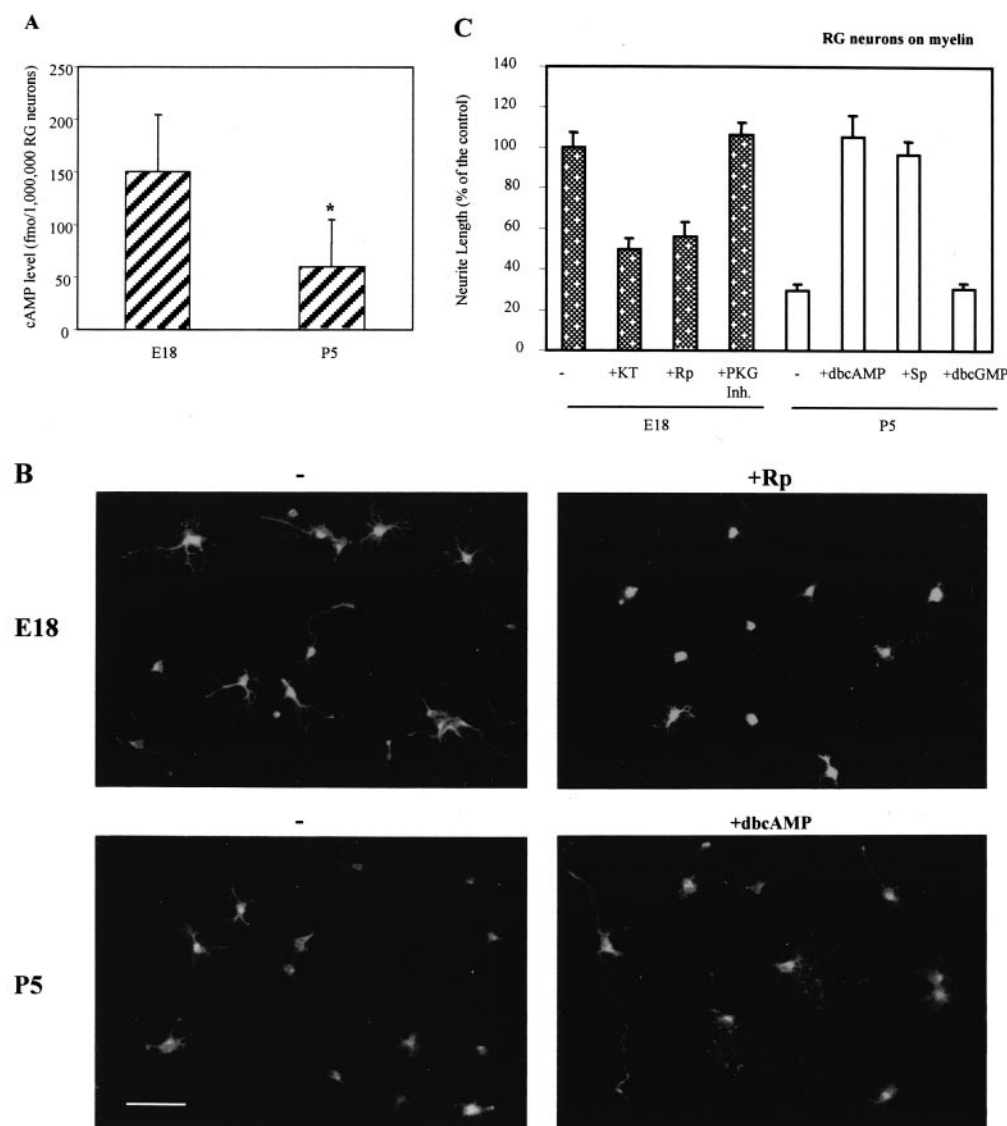 A
cAMP level (fmo/1,000,000 RG neurons)
250
200
150
100
50
0
*
E18
P5
C
RG neurons on myelin
Neurite Length (% of the control)
140
120
100
80
60
40
20
0
- +KT +Rp +PKG Inh. - +dbcAMP +Sp +dbcGMP
E18 P5
B
- +Rp
E18
- +dbcAMP
P5